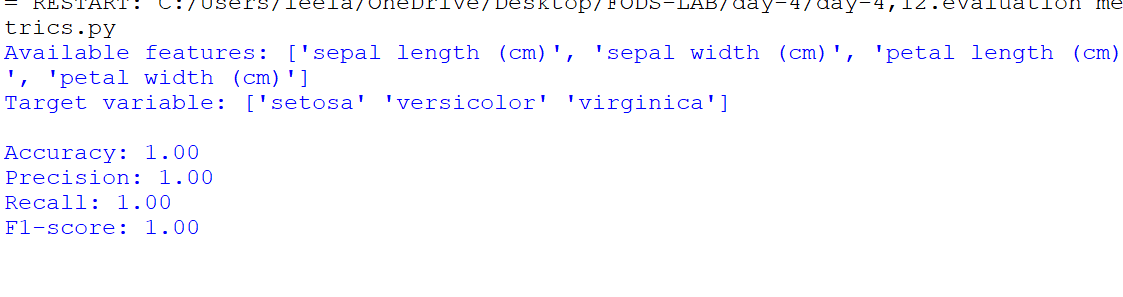 = RESTART: C:/Users/leela/OneDrive/Desktop/FODS-LAB/day-4/day-4,12.evaluation me
trics.py
Available features: ['sepal length (cm)', 'sepal width (cm)', 'petal length (cm)
', 'petal width (cm)']
Target variable: ['setosa' 'versicolor' 'virginica']
Accuracy: 1.00
Precision: 1.00
Recall: 1.00
F1-score: 1.00